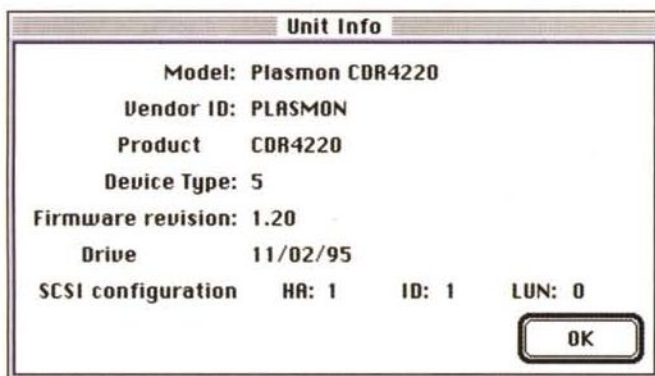 Unit Info
Model: Plasmon CDR4220
Vendor ID: PLASMON
Product CDR4220
Device Type: 5
Firmware revision: 1.20
Drive 11/02/95
SCSI configuration HA: 1 ID: 1 LUN: 0
OK